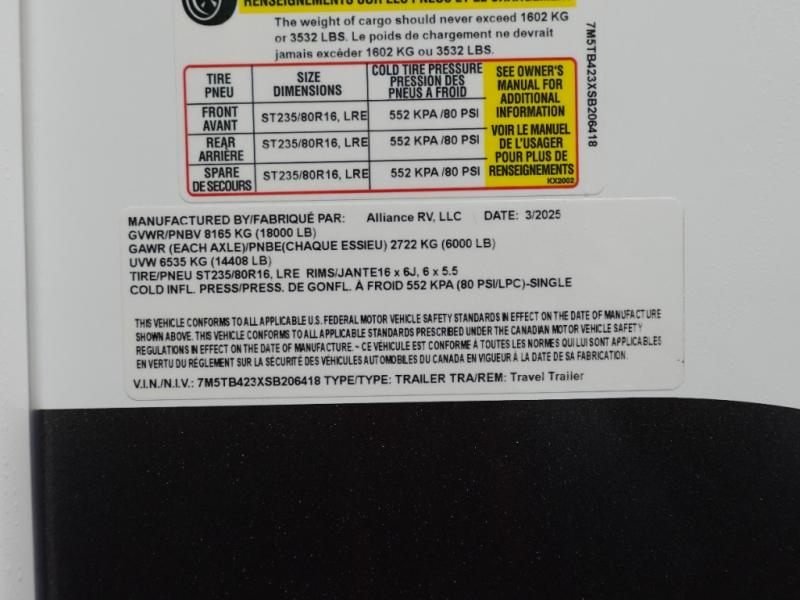 RENSEIGNEMENTS SUR LES PNEUS ET LE CHARGEMENT
The weight of cargo should never exceed 1602 KG
or 3532 LBS. Le poids de chargement ne devrait
jamais excéder 1602 KG ou 3532 LBS.
TIRE PNEU SIZE DIMENSIONS COLD TIRE PRESSURE PRESSION DES PNEUS A FROID
FRONT AVANT ST235/80R16, LRE 552 KPA /80 PSI
REAR ARRIÈRE ST235/80R16, LRE 552 KPA /80 PSI
SPARE DE SECOURS ST235/80R16, LRE 552 KPA /80 PSI
SEE OWNER'S
MANUAL FOR
ADDITIONAL
INFORMATION
VOIR LE MANUEL
DE L'USAGER
POUR PLUS DE
RENSEIGNEMENTS
KX2002
7M5TB423XSB206418
MANUFACTURED BY/FABRIQUÉ PAR: Alliance RV, LLC DATE: 3/2025
GVWR/PNBV 8165 KG (18000 LB)
GAWR (EACH AXLE)/PNBE(CHAQUE ESSIEU) 2722 KG (6000 LB)
UVW 6535 KG (14408 LB)
TIRE/PNEU ST235/80R16, LRE RIMS/JANTE16 x 6J, 6 x 5.5
COLD INFL. PRESS/PRESS. DE GONFL. À FROID 552 KPA (80 PSI/LPC)-SINGLE
THIS VEHICLE CONFORMS TO ALL APPLICABLE U.S. FEDERAL MOTOR VEHICLE SAFETY STANDARDS IN EFFECT ON THE DATE OF MANUFACTURE
SHOWN ABOVE. THIS VEHICLE CONFORMS TO ALL APPLICABLE STANDARDS PRESCRIBED UNDER THE CANADIAN MOTOR VEHICLE SAFETY
REGULATIONS IN EFFECT ON THE DATE OF MANUFACTURE. ~ CE VÉHICULE EST CONFORME À TOUTES LES NORMES QUI LUI SONT APPLICABLES
EN VERTU DU RÈGLEMENT SUR LA SÉCURITÉ DES VÉHICULES AUTOMOBILES DU CANADA EN VIGUEUR À LA DATE DE SA FABRICATION.
V.I.N./N.I.V.: 7M5TB423XSB206418 TYPE/TYPE: TRAILER TRA/REM: Travel Trailer